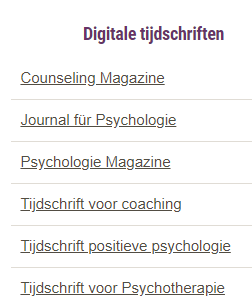 Digitale tijdschriften
Counseling Magazine
Journal für Psychologie
Psychologie Magazine
Tijdschrift voor coaching
Tijdschrift positieve psychologie
Tijdschrift voor Psychotherapie